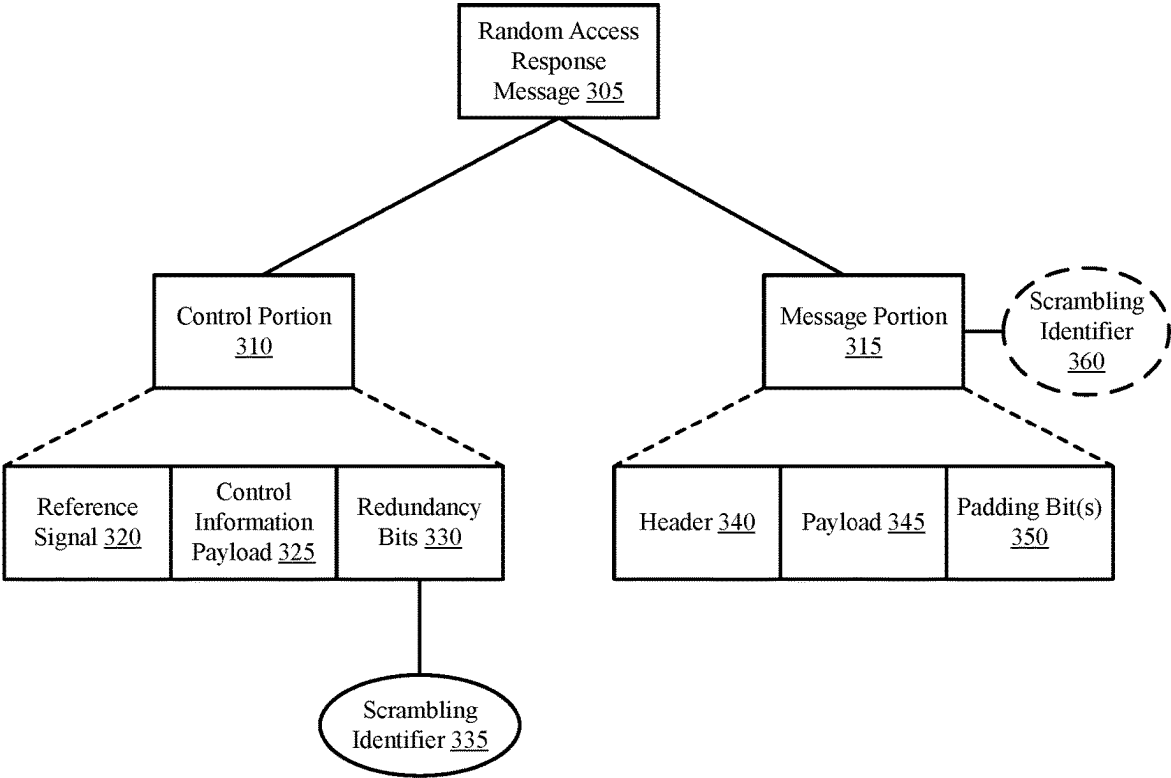 Random Access
Response
Message 305
Control Portion
310
Message Portion
315
Scrambling
Identifier
360
Reference
Signal 320
Control
Information
Payload 325
Redundancy
Bits 330
Header 340
Payload 345
Padding Bit(s)
350
Scrambling
Identifier 335